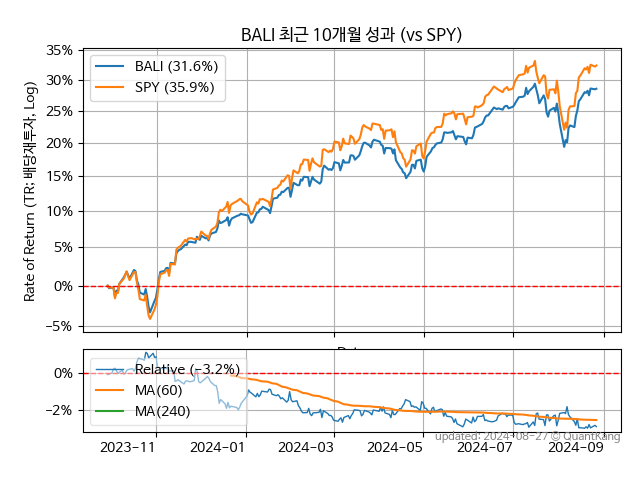 BALI 최근 10개월 성과 (vs SPY)
Rate of Return (TR: 배당재투자, Log)
35%
30%
25%
20%
15%
10%
5%
0%
−5%
BALI (31.6%)
SPY (35.9%)
0%
−2%
Relative (−3.2%)
MA(60)
MA(240)
updated: 2024-08-27 © QuantKang
2023−11
2024−01
2024−03
2024−05
2024−07
2024−09